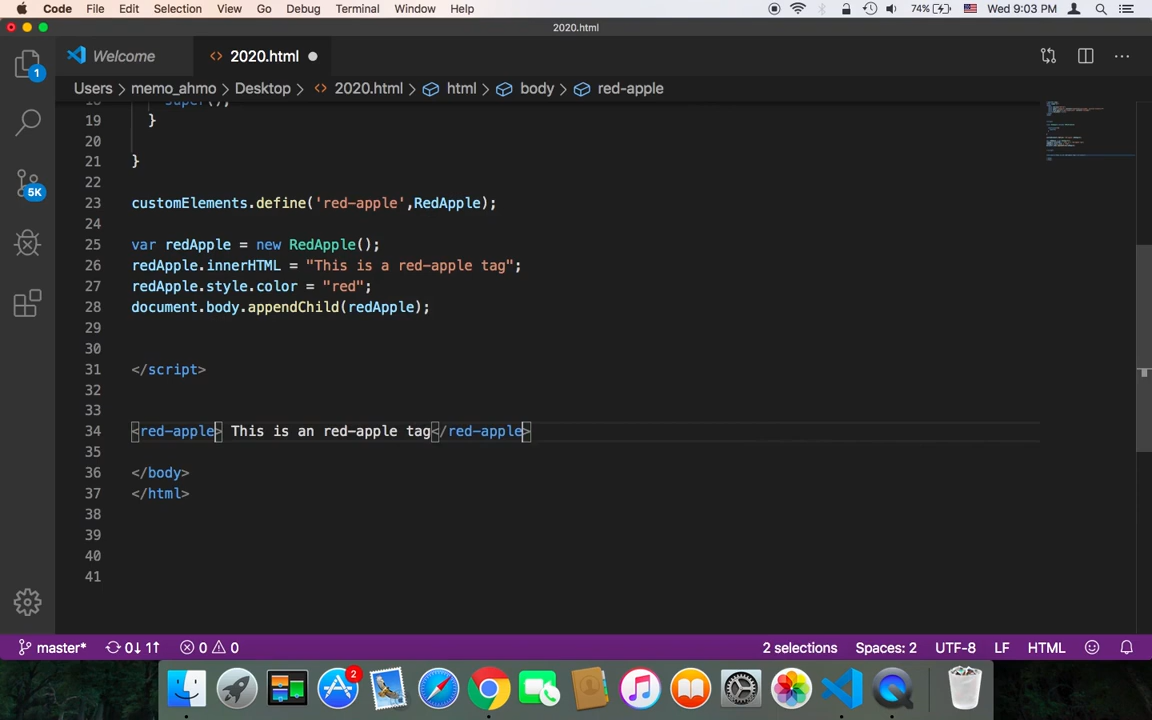 Code File Edit Selection View Go Debug Terminal Window Help 74% Wed 9:03 PM
2020.html
Welcome <> 2020.html
Users > memo_ahmo > Desktop > <> 2020.html > html > body > red-apple
1
5K
18 super();
19 }
20
21 }
22
23 customElements.define('red-apple',RedApple);
24
25 var redApple = new RedApple();
26 redApple.innerHTML = "This is a red-apple tag";
27 redApple.style.color = "red";
28 document.body.appendChild(redApple);
29
30
31 </script>
32
33
34 <red-apple> This is an red-apple tag</red-apple>
35
36 </body>
37 </html>
38
39
40
41
master* 0↓ 1↑ 0 0 2 selections Spaces: 2 UTF-8 LF HTML
2